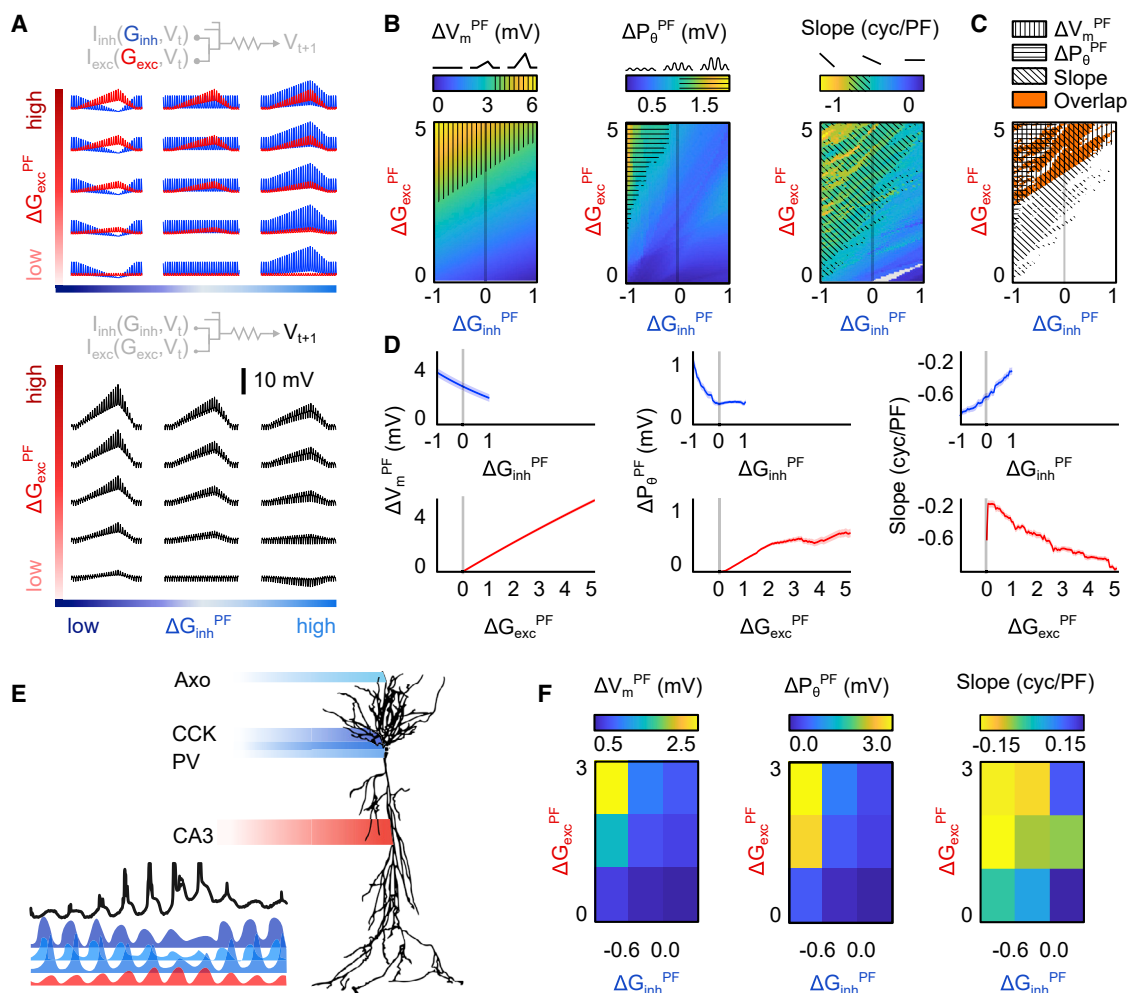 A
I_inh(G_inh,V_t)
I_exc(G_exc,V_t)
V_t+1
high
ΔG_exc^PF
low
I_inh(G_inh,V_t)
I_exc(G_exc,V_t)
V_t+1
10 mV
high
ΔG_exc^PF
low
low
ΔG_inh^PF
high
B
ΔV_m^PF (mV)
0 3 6
5
ΔG_exc^PF
0
-1 0 1
ΔG_inh^PF
ΔP_θ^PF (mV)
0.5 1.5
5
ΔG_exc^PF
0
-1 0 1
ΔG_inh^PF
Slope (cyc/PF)
-1 0
5
ΔG_exc^PF
0
-1 0 1
ΔG_inh^PF
C
ΔV_m^PF
ΔP_θ^PF
Slope
Overlap
5
ΔG_exc^PF
0
-1 0 1
ΔG_inh^PF
D
ΔV_m^PF (mV)
4
0
-1 0 1
ΔG_inh^PF
4
0
0 1 2 3 4 5
ΔG_exc^PF
ΔP_θ^PF (mV)
1
0
-1 0 1
ΔG_inh^PF
1
0
0 1 2 3 4 5
ΔG_exc^PF
Slope (cyc/PF)
-0.2
-0.6
-1 0 1
ΔG_inh^PF
-0.2
-0.6
0 1 2 3 4 5
ΔG_exc^PF
E
Axo
CCK
PV
CA3
F
ΔV_m^PF (mV)
0.5 2.5
3
ΔG_exc^PF
0
-0.6 0.0
ΔG_inh^PF
ΔP_θ^PF (mV)
0.0 3.0
3
ΔG_exc^PF
0
-0.6 0.0
ΔG_inh^PF
Slope (cyc/PF)
-0.15 0.15
3
ΔG_exc^PF
0
-0.6 0.0
ΔG_inh^PF